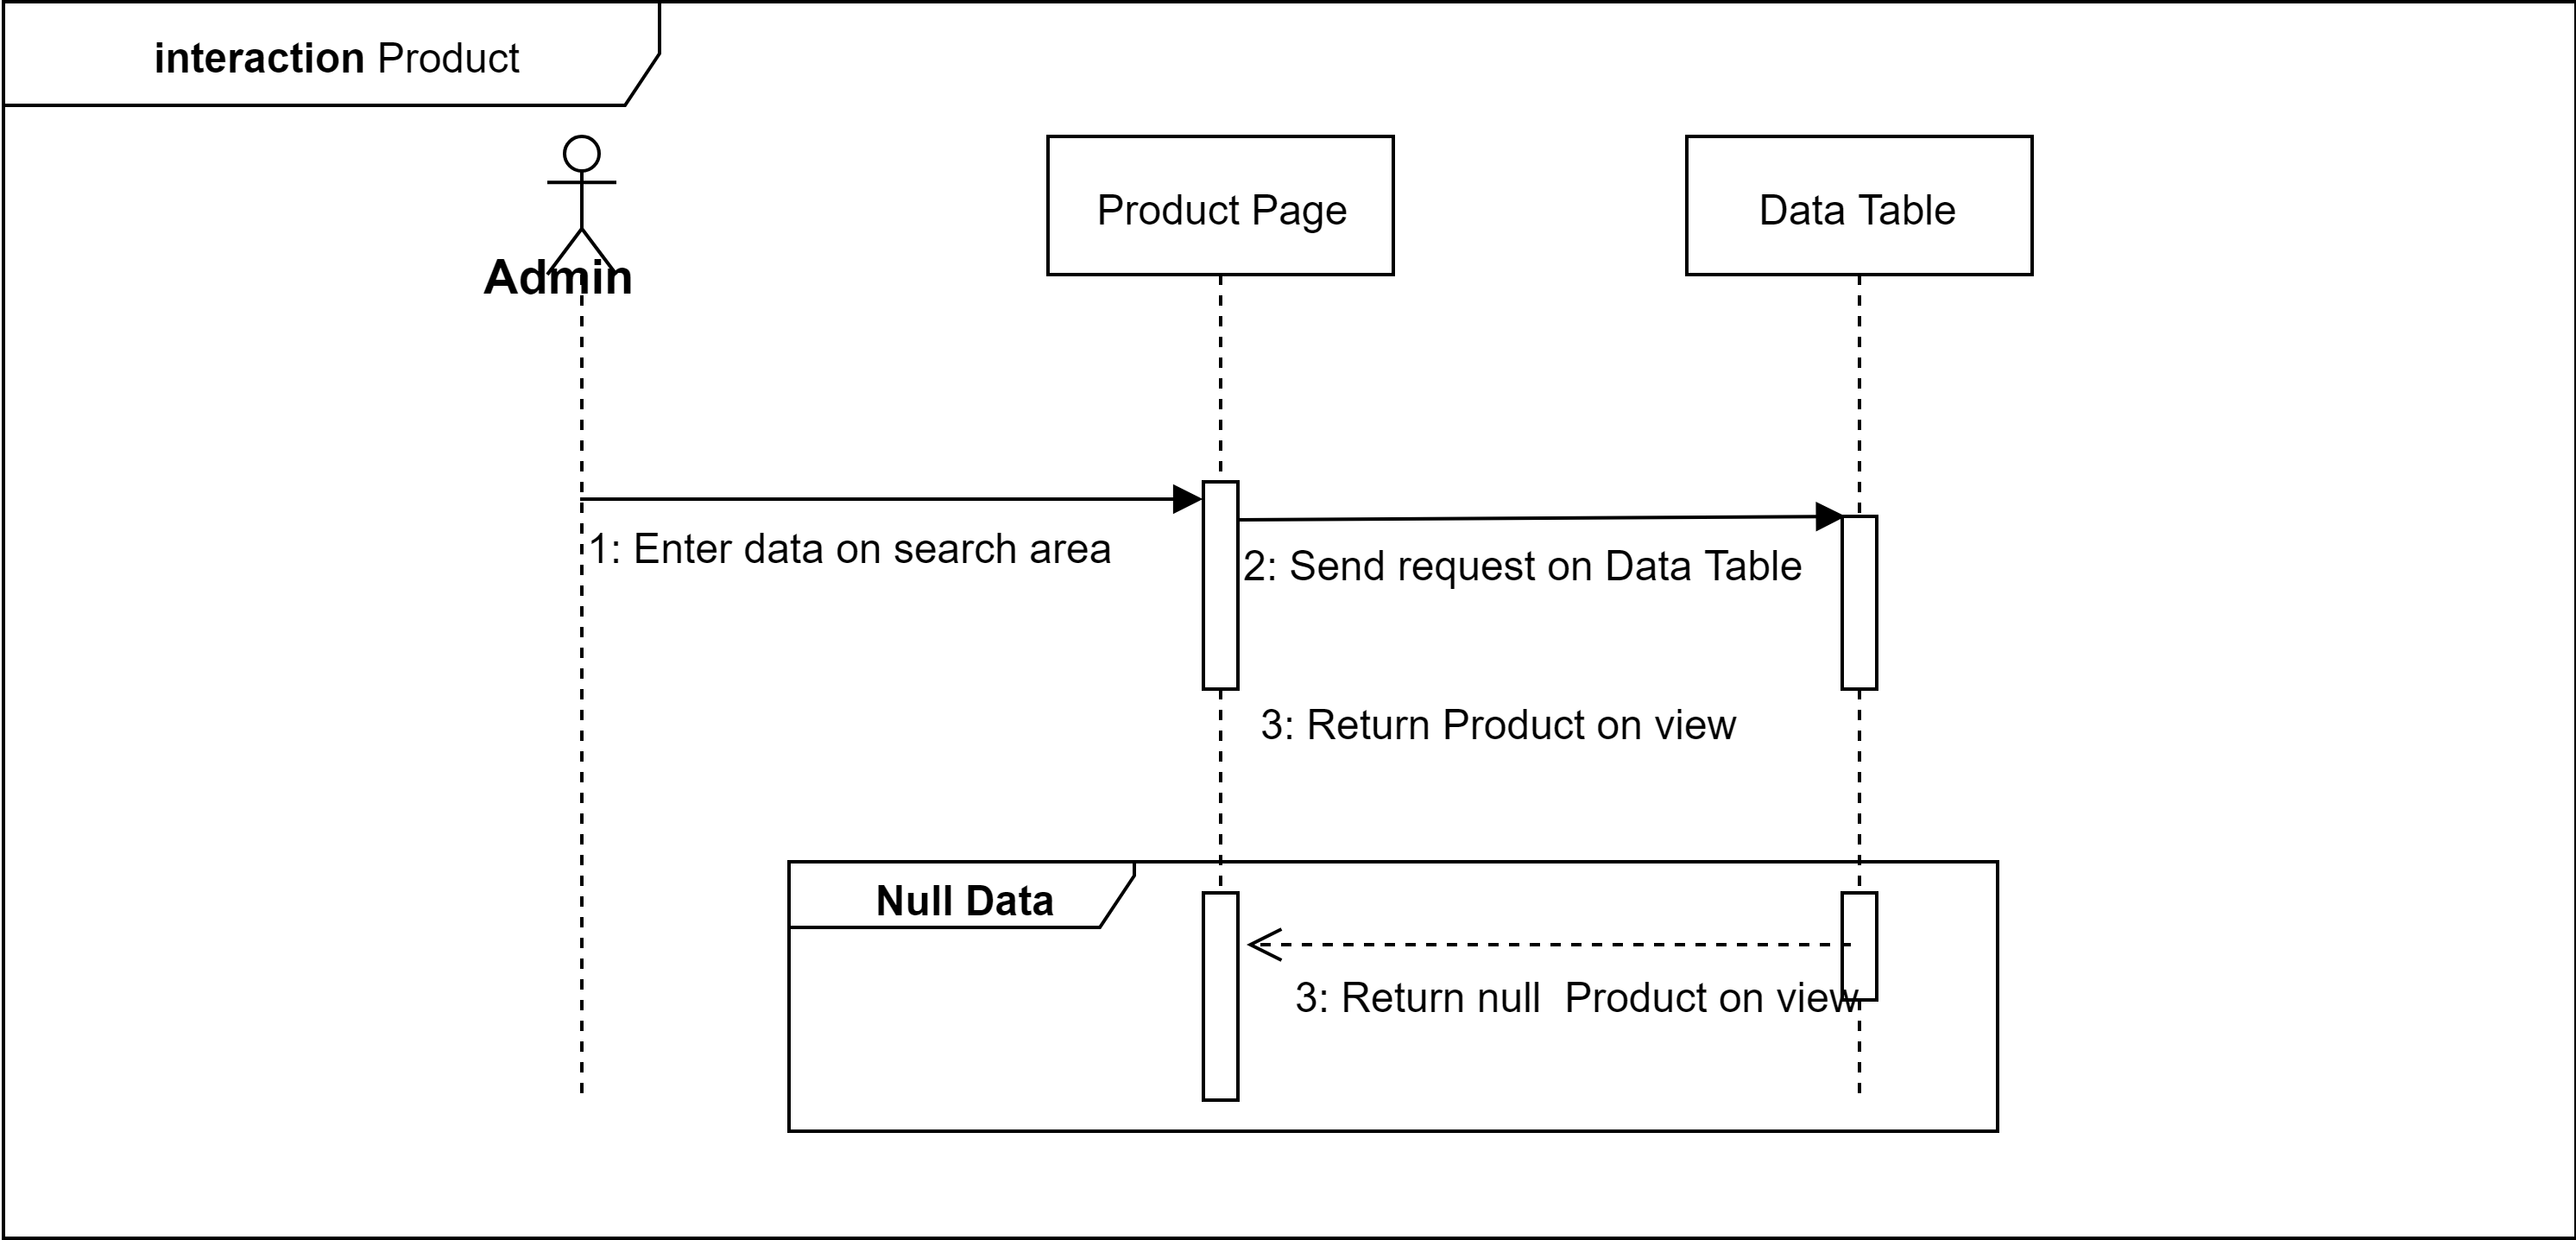 interaction Product
Admin
Product Page
Data Table
1: Enter data on search area
2: Send request on Data Table
3: Return Product on view
Null Data
3: Return null  Product on view